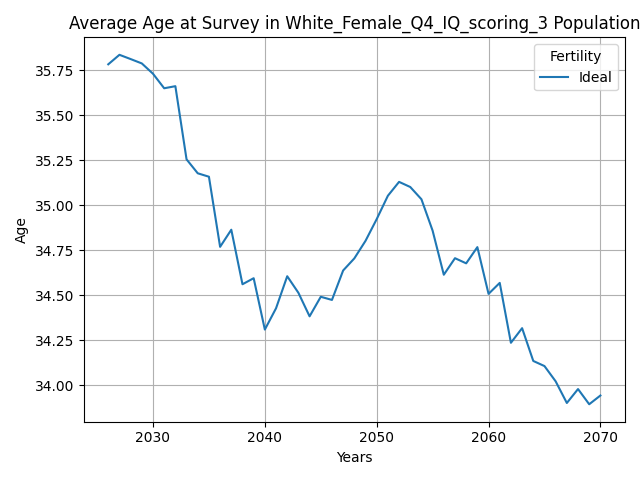 Average Age at Survey in White_Female_Q4_IQ_scoring_3 Population
Fertility
Ideal
Age
35.75
35.50
35.25
35.00
34.75
34.50
34.25
34.00
2030 2040 2050 2060 2070
Years